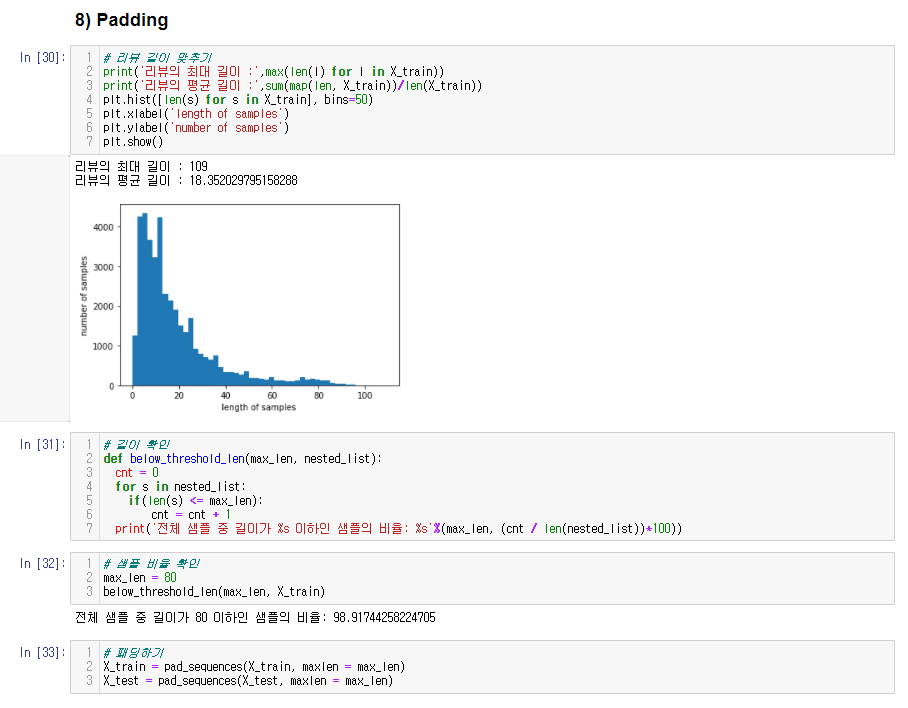 8) Padding
In [30]:
1 # 리뷰 길이 맞추기
2 print('리뷰의 최대 길이 :',max(len(l) for l in X_train))
3 print('리뷰의 평균 길이 :',sum(map(len, X_train))/len(X_train))
4 plt.hist([len(s) for s in X_train], bins=50)
5 plt.xlabel('length of samples')
6 plt.ylabel('number of samples')
7 plt.show()
리뷰의 최대 길이 : 109
리뷰의 평균 길이 : 18.352029795158288
number of samples
4000
3000
2000
1000
0
0 20 40 60 80 100
length of samples
In [31]:
1 # 길이 확인
2 def below_threshold_len(max_len, nested_list):
3 cnt = 0
4 for s in nested_list:
5 if(len(s) <= max_len):
6 cnt = cnt + 1
7 print('전체 샘플 중 길이가 %s 이하인 샘플의 비율: %s'%(max_len, (cnt / len(nested_list))*100))
In [32]:
1 # 샘플 비율 확인
2 max_len = 80
3 below_threshold_len(max_len, X_train)
전체 샘플 중 길이가 80 이하인 샘플의 비율: 98.91744258224705
In [33]:
1 # 패딩하기
2 X_train = pad_sequences(X_train, maxlen = max_len)
3 X_test = pad_sequences(X_test, maxlen = max_len)